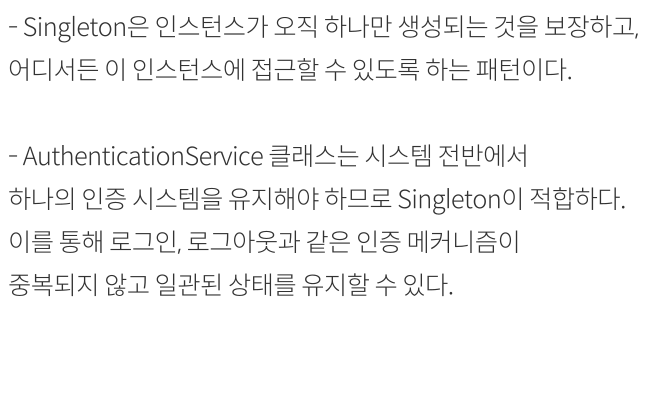 - Singleton은 인스턴스가 오직 하나만 생성되는 것을 보장하고,
어디서든 이 인스턴스에 접근할 수 있도록 하는 패턴이다.
- AuthenticationService 클래스는 시스템 전반에서
하나의 인증 시스템을 유지해야 하므로 Singleton이 적합하다.
이를 통해 로그인, 로그아웃과 같은 인증 메커니즘이
중복되지 않고 일관된 상태를 유지할 수 있다.